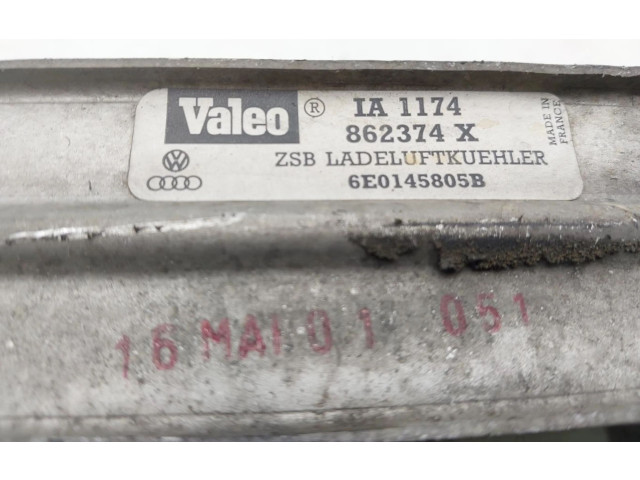 Valeo ® IA 1174
862374 X
ZSB LADELUFTKUEHLER
6E0145805B
MADE IN
FRANCE
16 MAI 01 051